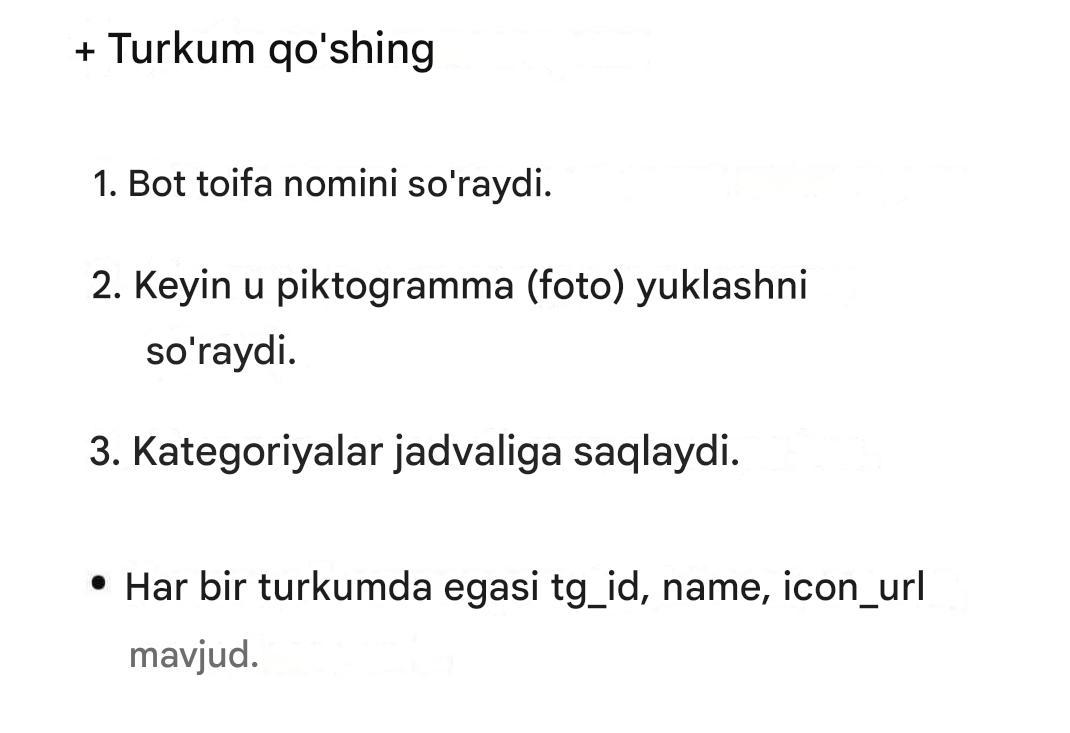 + Turkum qo'shing
1. Bot toifa nomini so'raydi.
2. Keyin u piktogramma (foto) yuklashni
so'raydi.
3. Kategoriyalar jadvaliga saqlaydi.
• Har bir turkumda egasi tg_id, name, icon_url
mavjud.